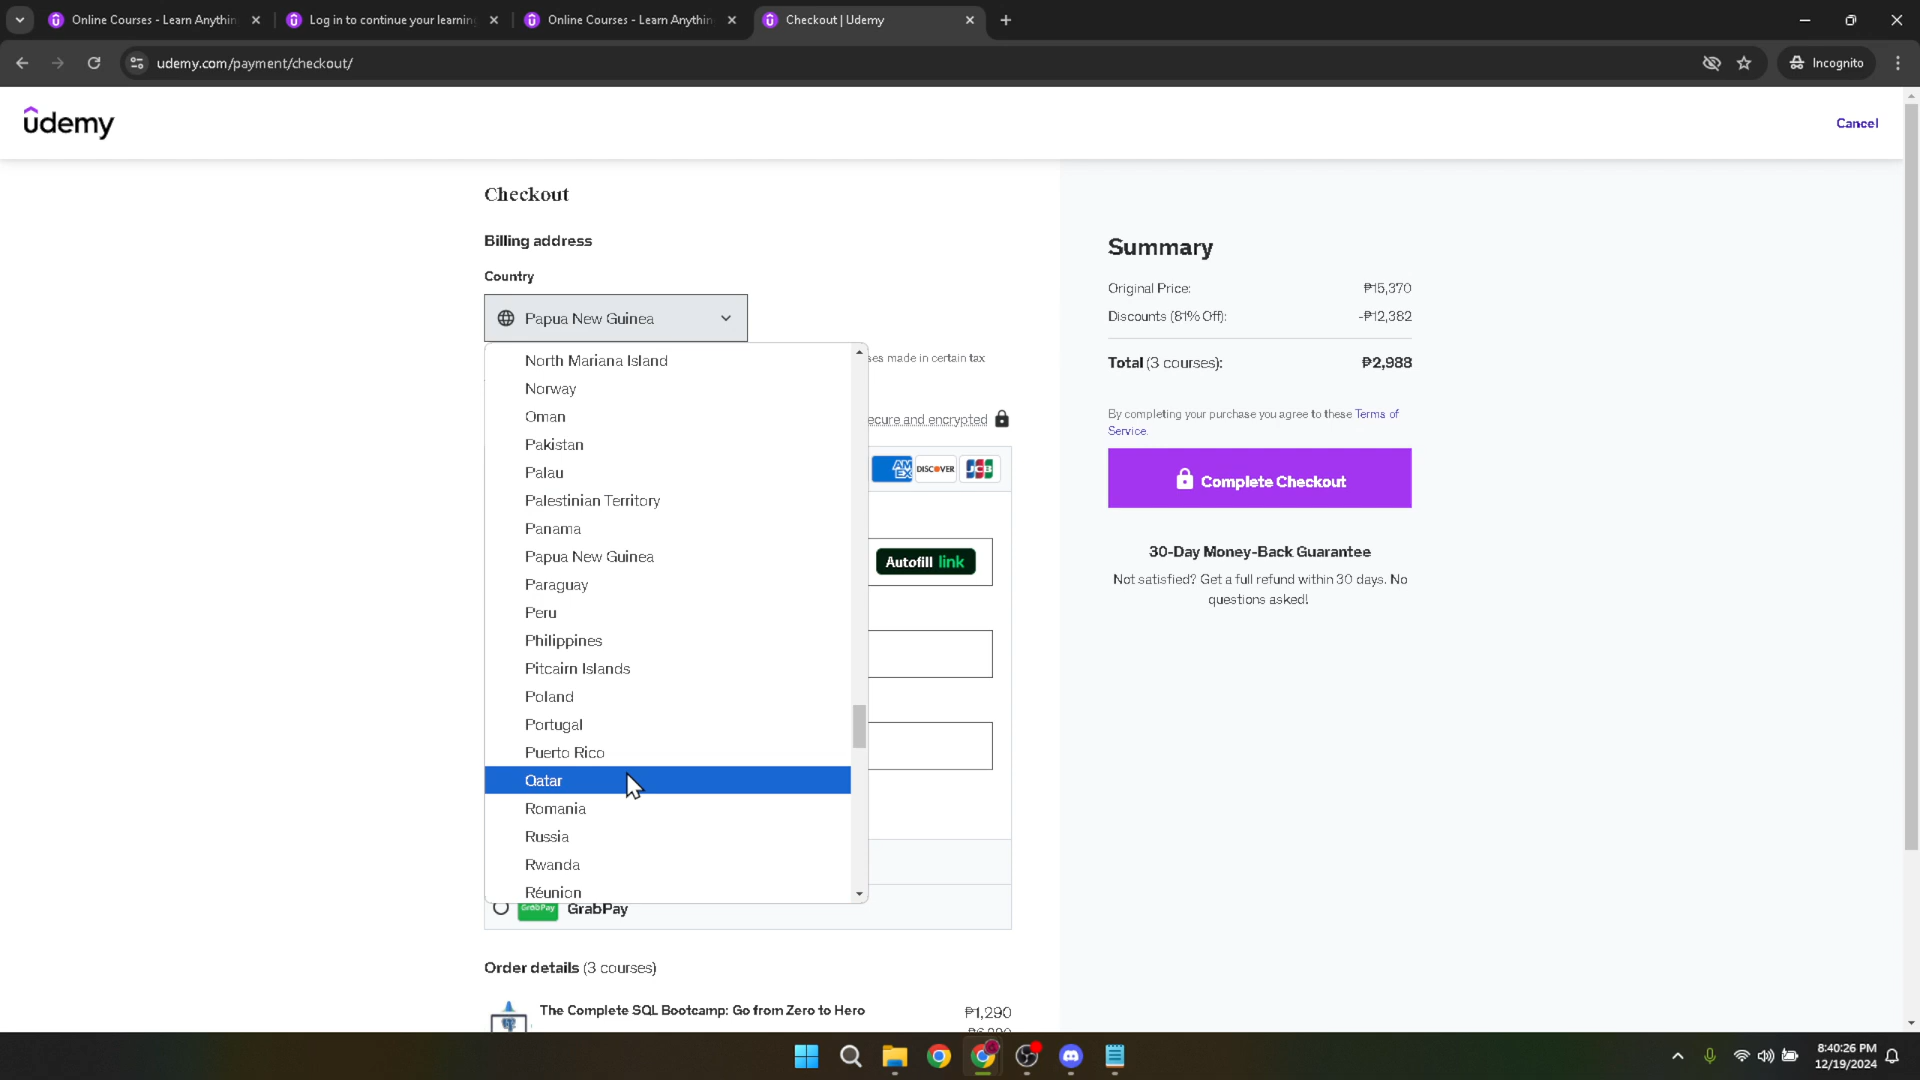 Online Courses - Learn Anythin
Log in to continue your learning
Online Courses - Learn Anythin
Checkout | Udemy
udemy.com/payment/checkout/
Incognito
udemy
Cancel
Checkout
Billing address
Country
Papua New Guinea
ses made in certain tax
ecure and encrypted
North Mariana Island
Norway
Oman
Pakistan
Palau
Palestinian Territory
Panama
Papua New Guinea
Paraguay
Peru
Philippines
Pitcairn Islands
Poland
Portugal
Puerto Rico
Qatar
Romania
Russia
Rwanda
Réunion
AM EX DISCOVER JCB
Autofill link
GrabPay GrabPay
Order details (3 courses)
The Complete SQL Bootcamp: Go from Zero to Hero
₱1,290
Summary
Original Price: ₱15,370
Discounts (81% Off): -₱12,382
Total (3 courses): ₱2,988
By completing your purchase you agree to these Terms of
Service.
Complete Checkout
30-Day Money-Back Guarantee
Not satisfied? Get a full refund within 30 days. No
questions asked!
8:40:26 PM
12/19/2024